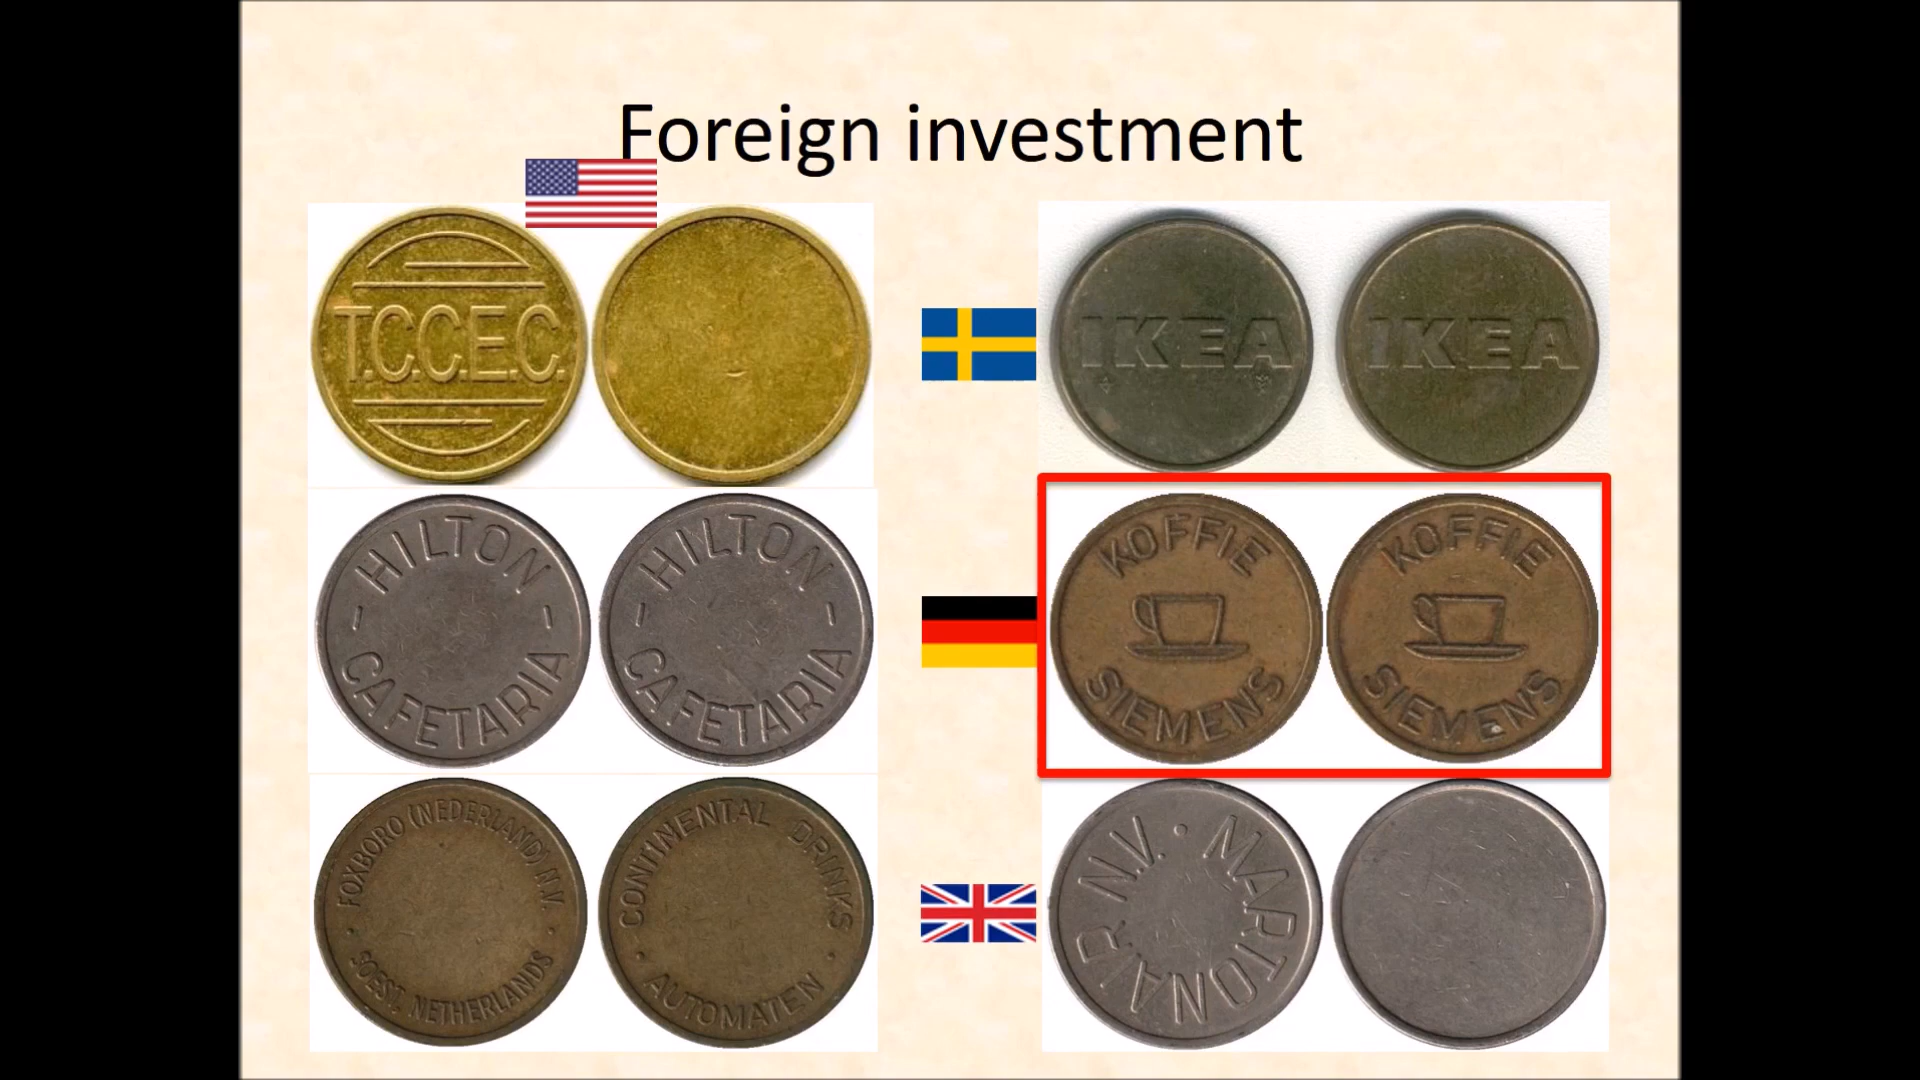 Foreign investment
T.C.C.E.C.
IKEA
IKEA
HILTON
CAFETARIA
HILTON
CAFETARIA
KOFFIE
SIEMENS
KOFFIE
SIEMENS
FOXBORO (NEDERLAND) N.V.
SOEST, NETHERLANDS
CONTINENTAL DRINKS
AUTOMATEN
MARTONAIR N.V.